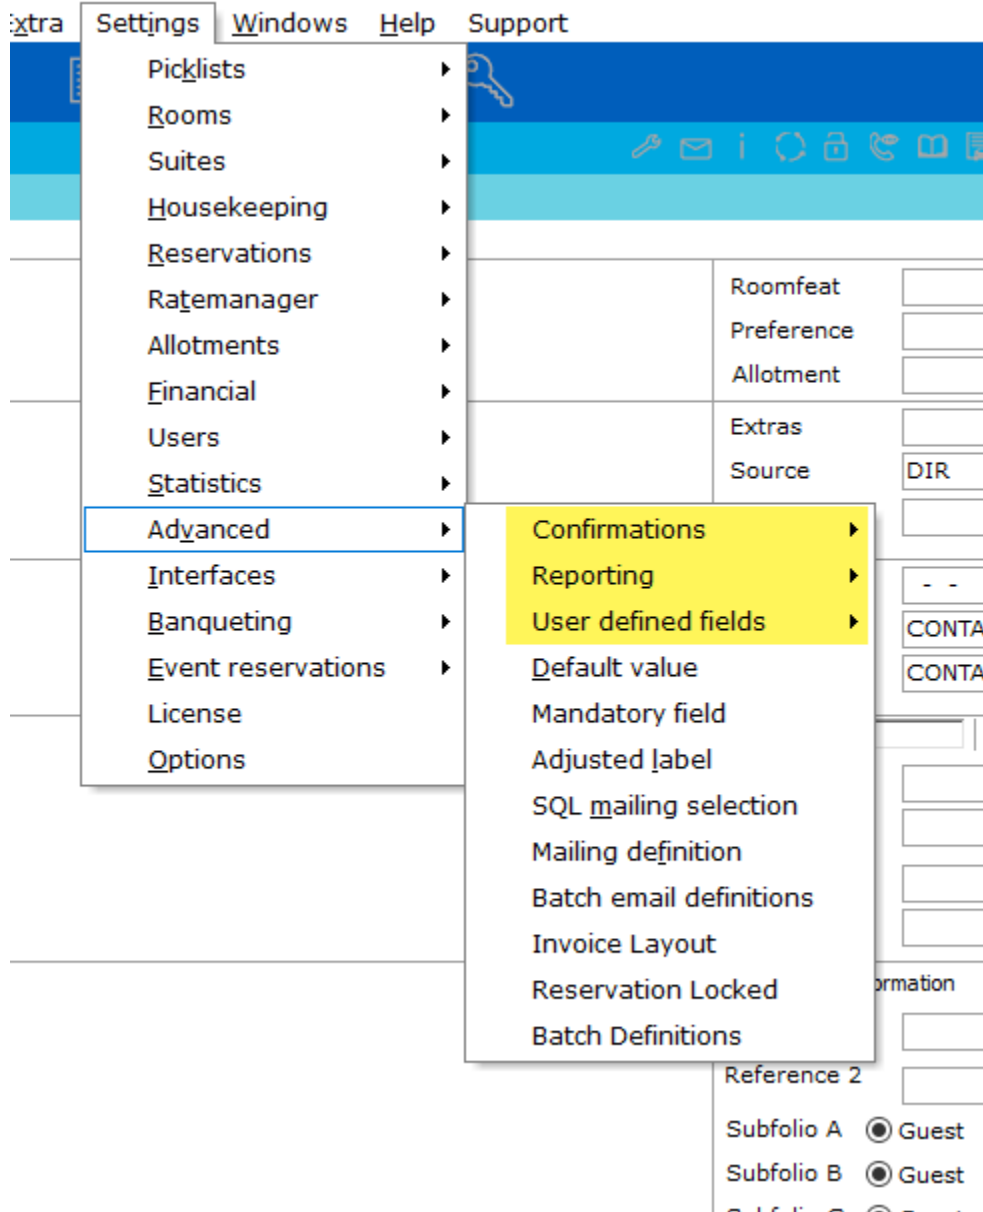 Extra Settings Windows Help Support
Picklists
Rooms
Suites
Housekeeping
Reservations
Ratemanager
Allotments
Financial
Users
Statistics
Advanced
Interfaces
Banqueting
Event reservations
License
Options
Confirmations
Reporting
User defined fields
Default value
Mandatory field
Adjusted label
SQL mailing selection
Mailing definition
Batch email definitions
Invoice Layout
Reservation Locked
Batch Definitions
Roomfeat
Preference
Allotment
Extras
Source DIR
- -
CONTA
CONTA
ormation
Reference 2
Subfolio A Guest
Subfolio B Guest